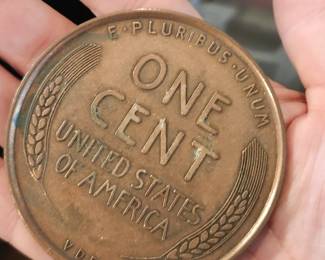 E·PLURIBUS·UNUM
ONE
CENT
UNITED STATES
OF AMERICA